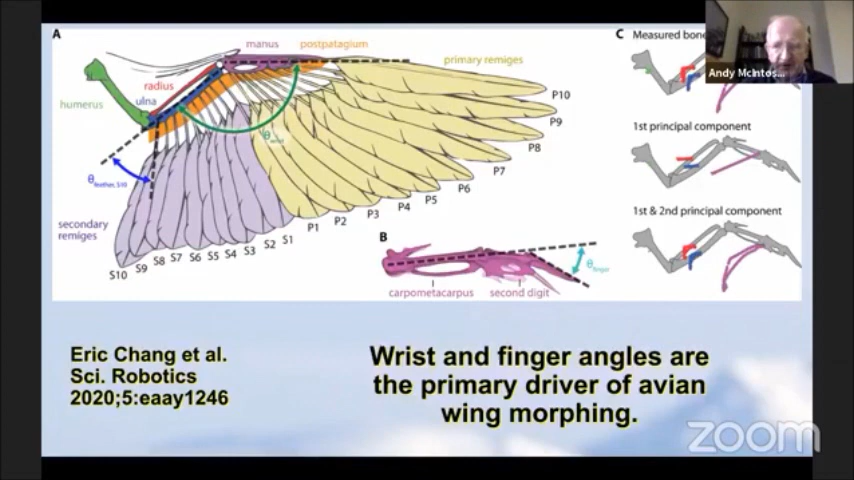 A
manus
postpatagium
C
Measured bone
Andy McIntos...
primary remiges
radius
humerus
ulna
P10
P9
1st principal component
P8
P7
θfeather, S10
P6
P5
P4
P3
P2
P1
secondary
remiges
S1
S2
S3
S4
S5
S6
S7
S8
S9
S10
1st & 2nd principal component
B
θfinger
carpometacarpus
second digit
Eric Chang et al.
Sci. Robotics
2020;5:eaay1246
Wrist and finger angles are
the primary driver of avian
wing morphing.
zoom